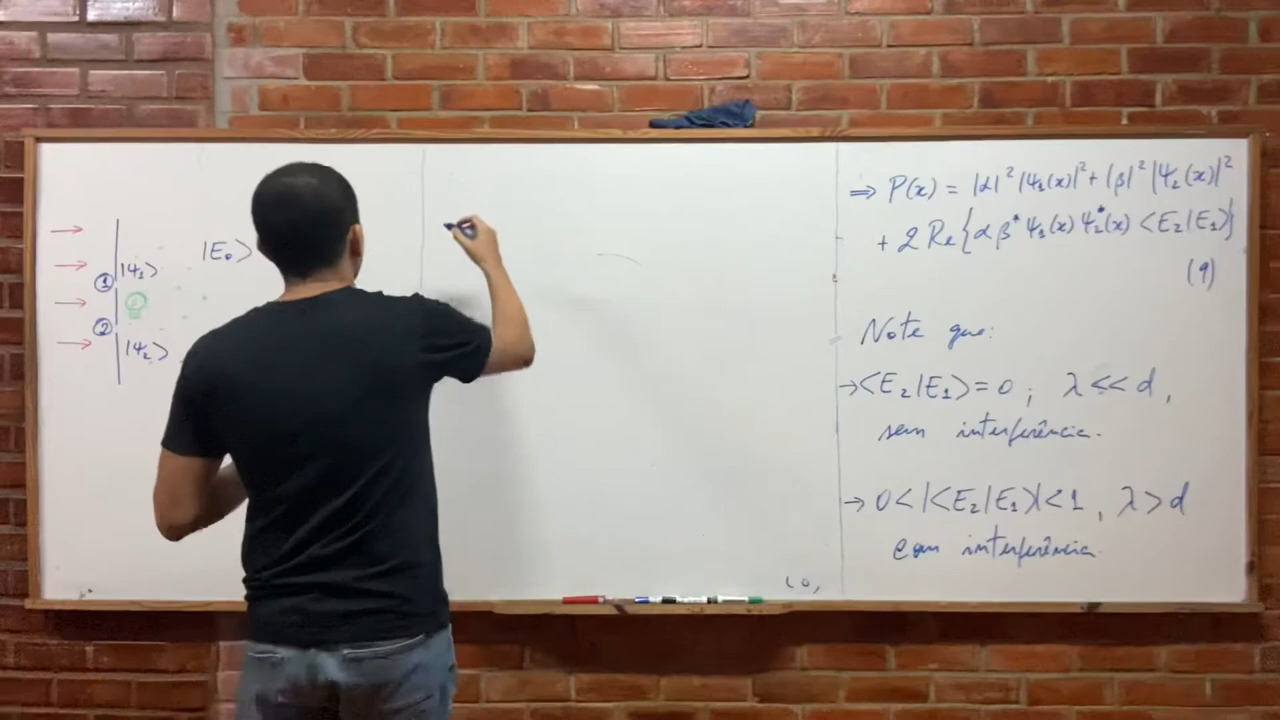 |Ψ₁>
①
②
|Ψ₂>
|E₀>
⇒ P(x) = |α|² |Ψ₁(x)|² + |β|² |Ψ₂(x)|²
+ 2 Re{αβ* Ψ₁(x) Ψ₂*(x) <E₂|E₁>}
(9)
Note que:
→ <E₂|E₁> = 0 ; λ << d ,
sem interferência.
→ 0 < |<E₂|E₁>| < 1 , λ > d
com interferência.